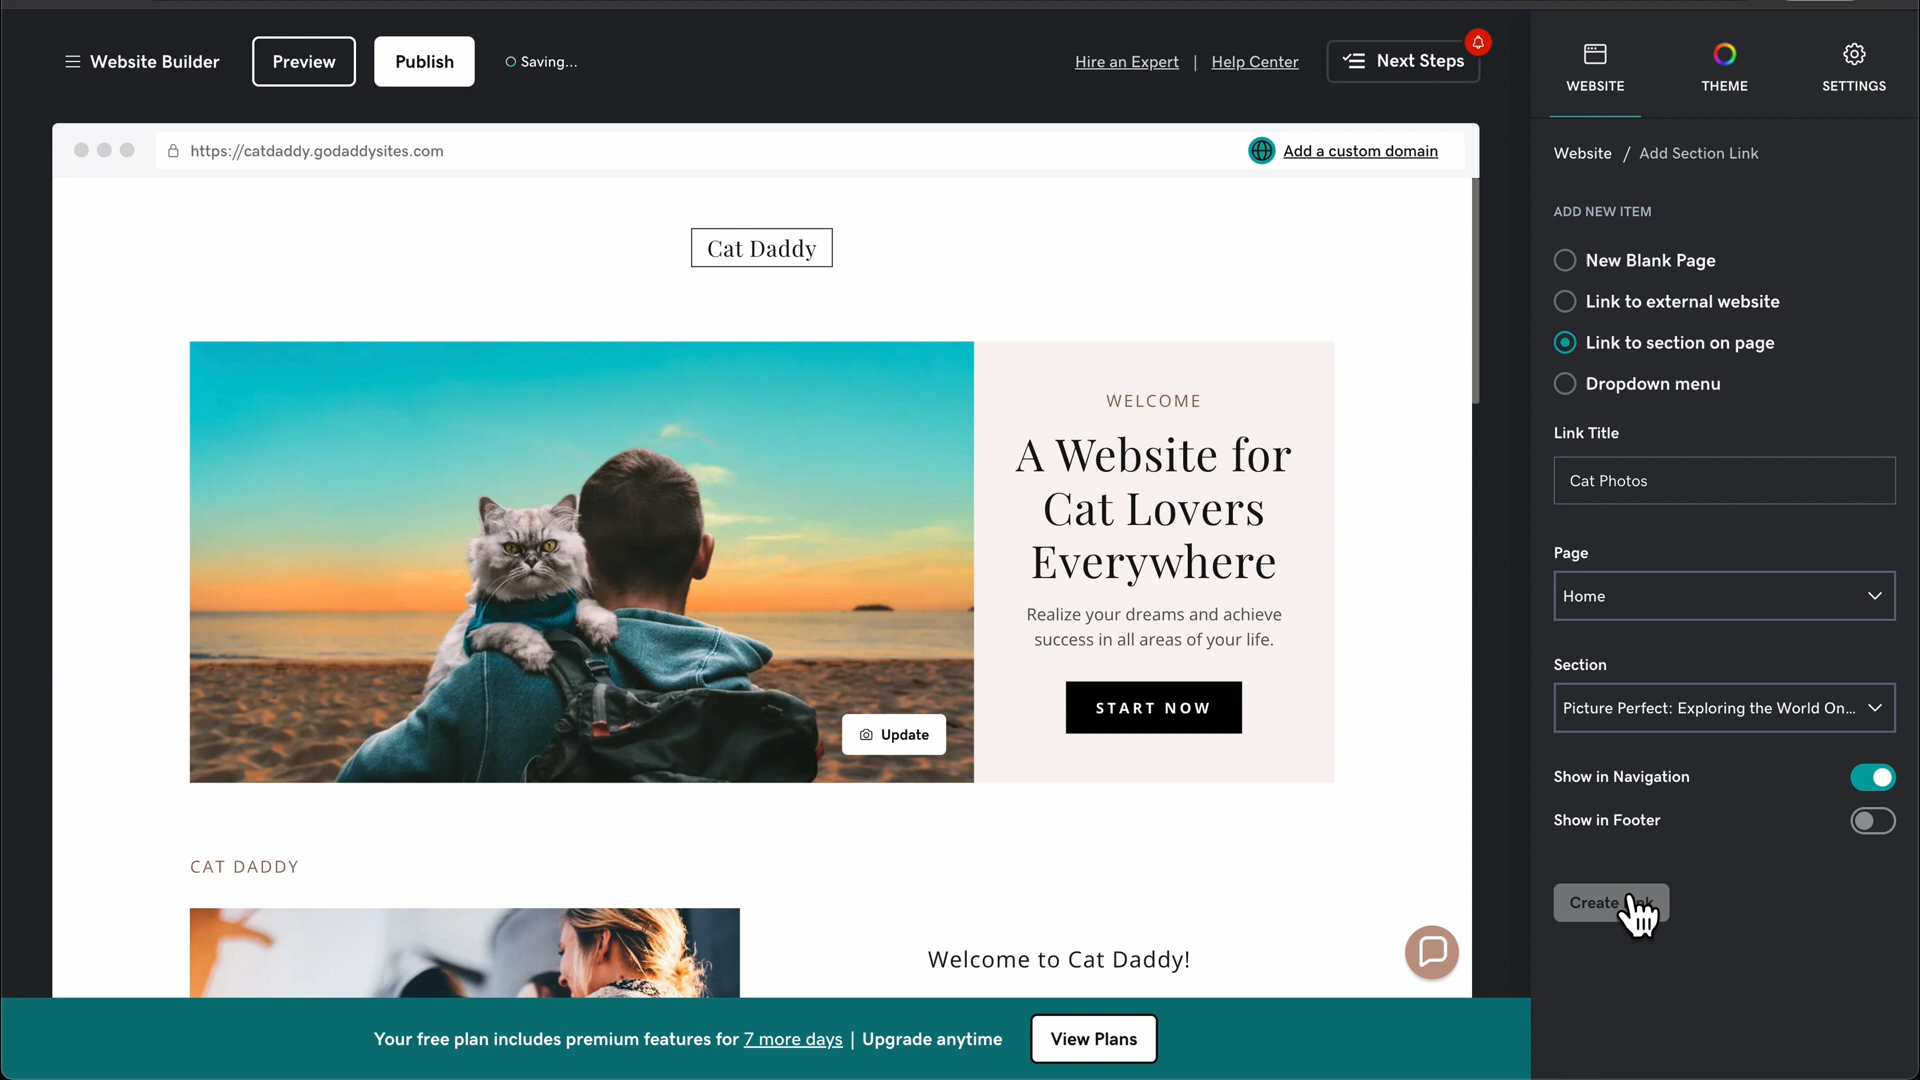 Website Builder
Preview
Publish
Saving...
Hire an Expert | Help Center
Next Steps
WEBSITE
THEME
SETTINGS
https://catdaddy.godaddysites.com
Add a custom domain
Cat Daddy
WELCOME
A Website for
Cat Lovers
Everywhere
Realize your dreams and achieve
success in all areas of your life.
START NOW
Update
CAT DADDY
Welcome to Cat Daddy!
Your free plan includes premium features for 7 more days | Upgrade anytime
View Plans
Website / Add Section Link
ADD NEW ITEM
New Blank Page
Link to external website
Link to section on page
Dropdown menu
Link Title
Cat Photos
Page
Home
Section
Picture Perfect: Exploring the World On...
Show in Navigation
Show in Footer
Create